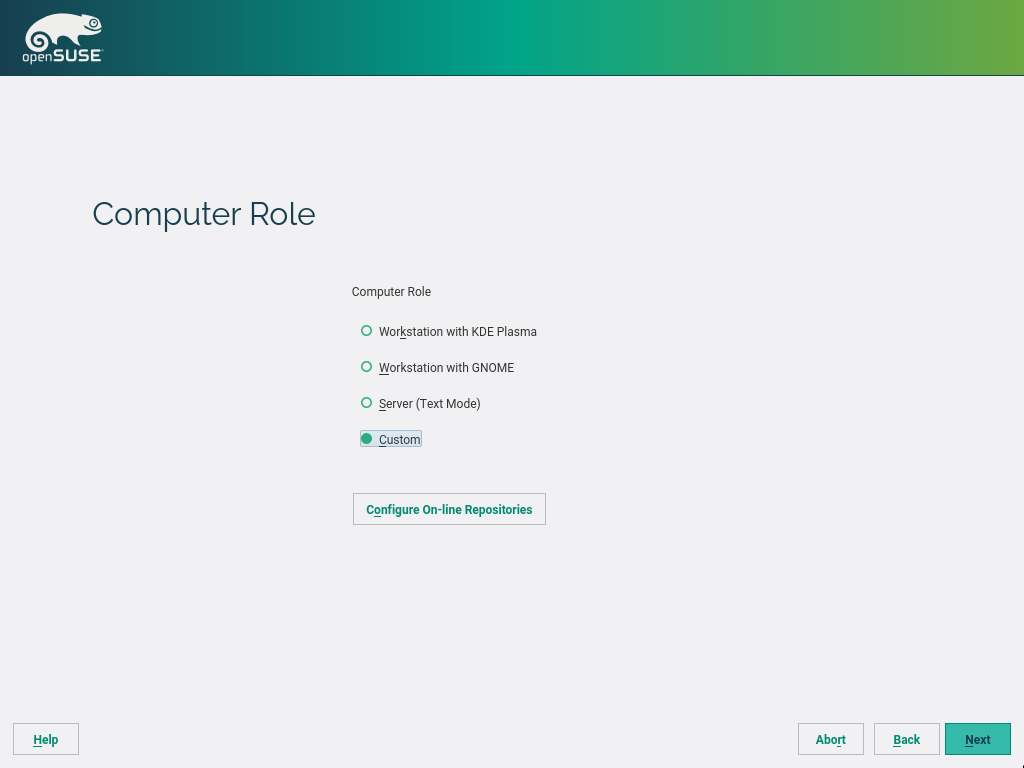 openSUSE
Computer Role
Computer Role
Workstation with KDE Plasma
Workstation with GNOME
Server (Text Mode)
Custom
Configure On-line Repositories
Help
Abort
Back
Next